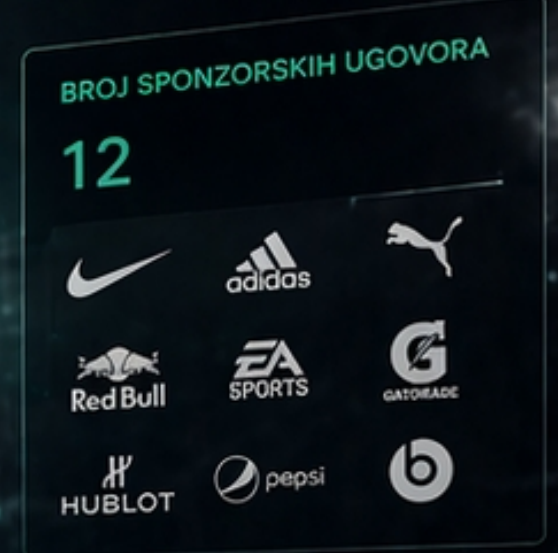 BROJ SPONZORSKIH UGOVORA
12
adidas
Red Bull
EA
SPORTS
G
GATORADE
HUBLOT
pepsi
b